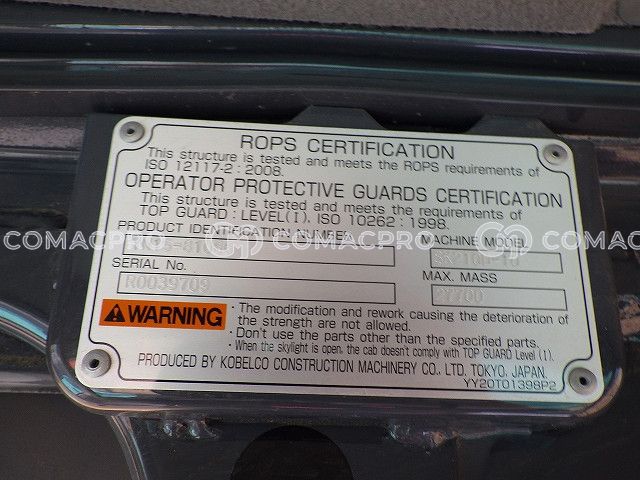 ROPS CERTIFICATION
This structure is tested and meets the ROPS requirements of
ISO 12117-2 : 2008.
OPERATOR PROTECTIVE GUARDS CERTIFICATION
This structure is tested and meets the requirements of
TOP GUARD : LEVEL(I). ISO 10262 : 1998.
PRODUCT IDENTIFICATION NUMBER
MACHINE MODEL
COMACPRO COMACPRO COMACPRO
SERIAL No.
R0039709
MAX. MASS
27700
WARNING
· The modification and rework causing the deterioration of
the strength are not allowed.
· Don't use the parts other than the specified parts.
· When the skylight is open, the cab doesn't comply with TOP GUARD Level (I).
PRODUCED BY KOBELCO CONSTRUCTION MACHINERY CO., LTD. TOKYO, JAPAN.
YY20T01398P2